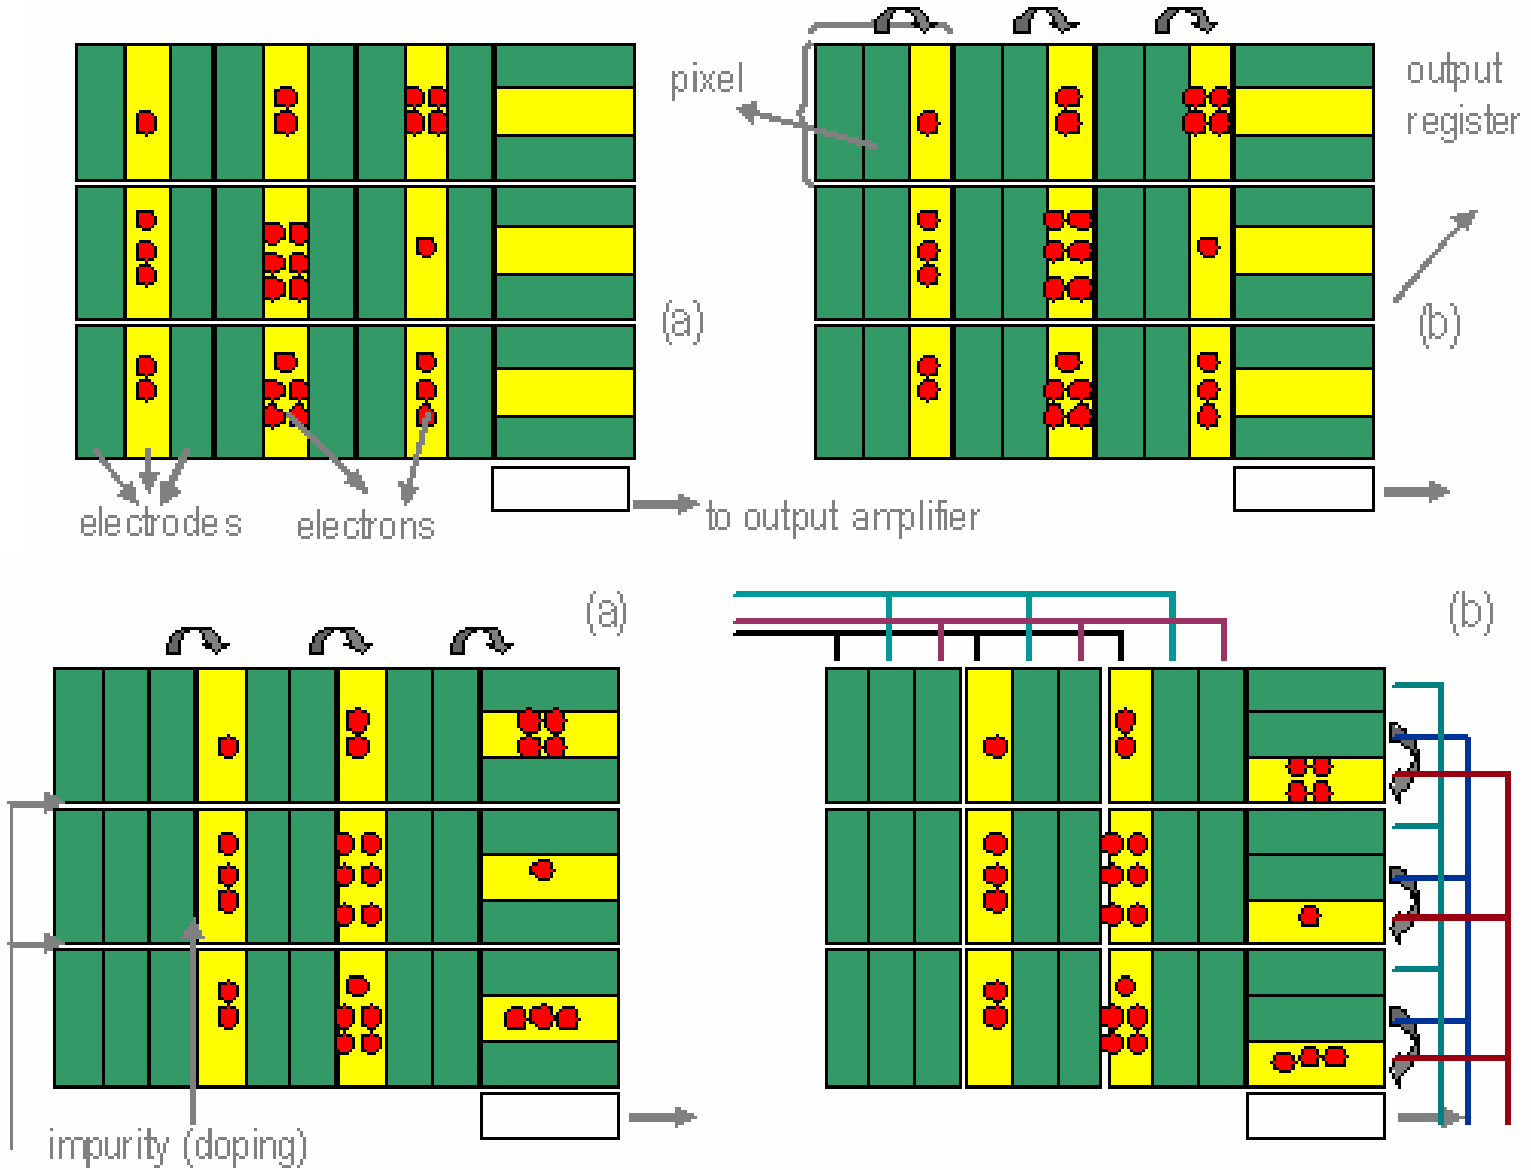 pixel
output
register
(a)
(b)
electrodes
electrons
to output amplifier
(a)
(b)
impurity (doping)